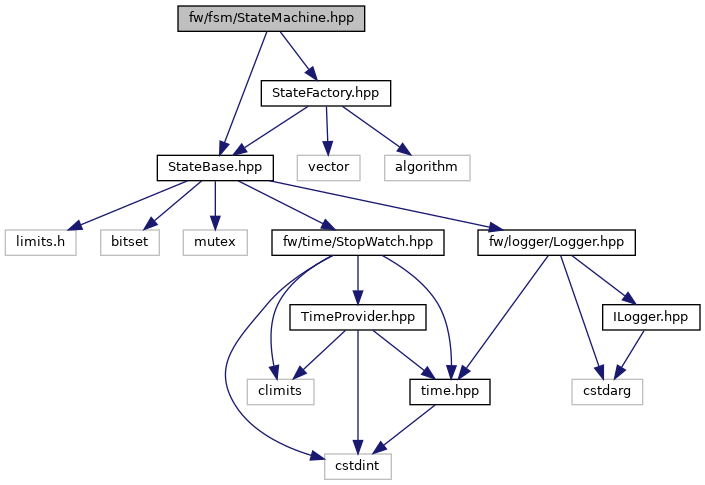 fw/fsm/StateMachine.hpp
StateFactory.hpp
StateBase.hpp
vector
algorithm
limits.h
bitset
mutex
fw/time/StopWatch.hpp
fw/logger/Logger.hpp
TimeProvider.hpp
ILogger.hpp
climits
time.hpp
cstdarg
cstdint